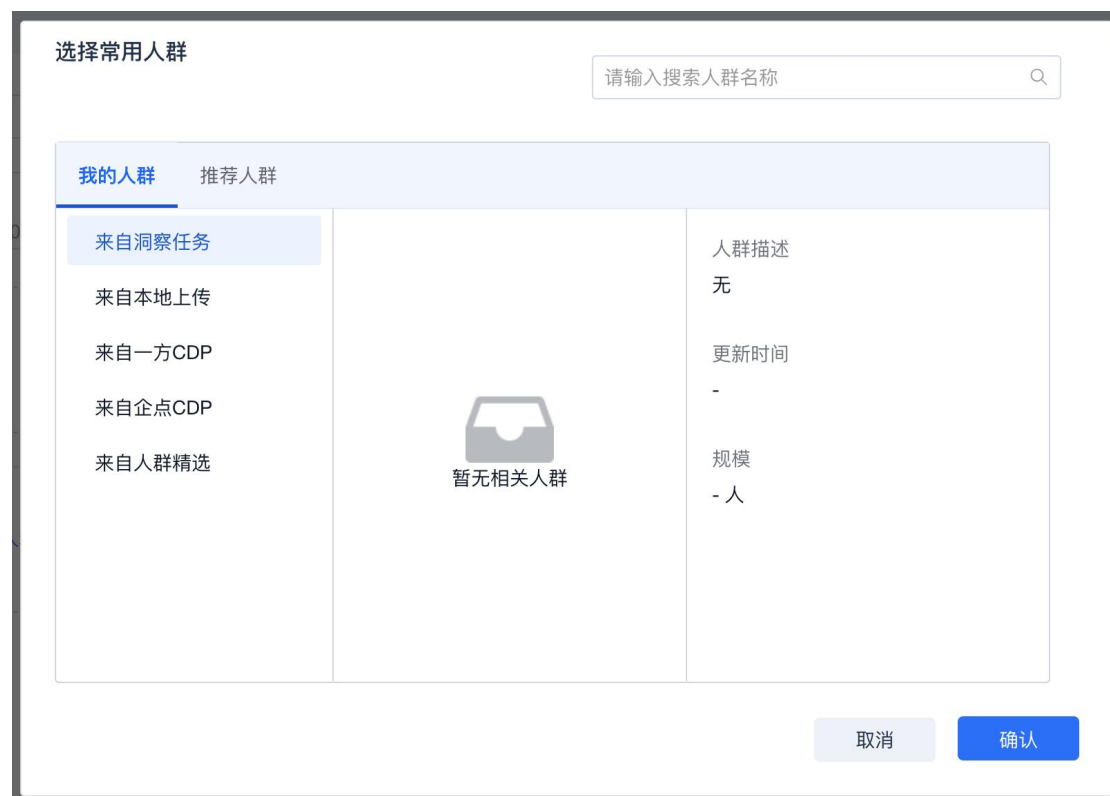 选择常用人群
请输入搜索人群名称
我的人群 推荐人群
来自洞察任务
来自本地上传
来自一方CDP
来自企点CDP
来自人群精选
暂无相关人群
人群描述
无
更新时间
-
规模
- 人
取消 确认